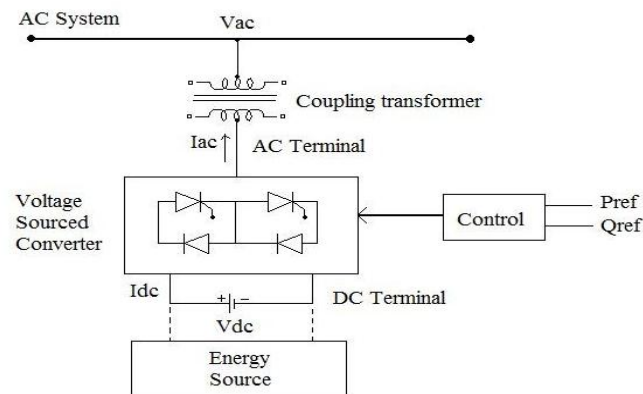 AC System
Vac
Coupling transformer
Iac
AC Terminal
Voltage
Sourced
Converter
Control
Pref
Qref
Idc
+ −
DC Terminal
Vdc
Energy
Source